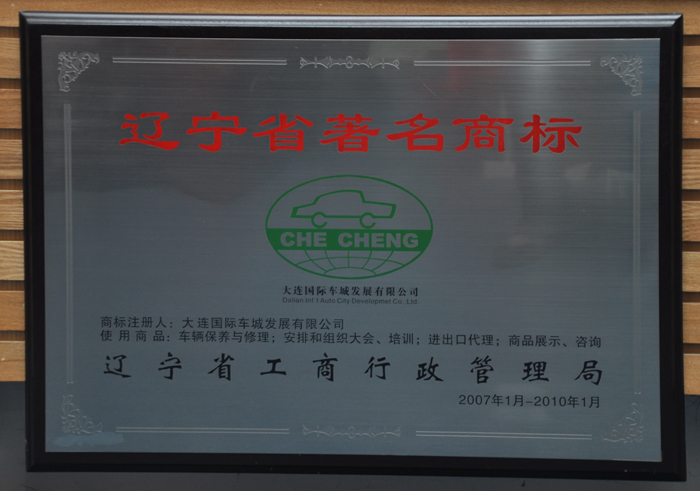 辽宁省著名商标
CHE CHENG
大连国际车城发展有限公司
Dalian Int'l Auto City Developmet Co. Ltd.
商标注册人：大连国际车城发展有限公司
使用商品：车辆保养与修理；安排和组织大会、培训；进出口代理；商品展示、咨询
辽宁省工商行政管理局
2007年1月-2010年1月